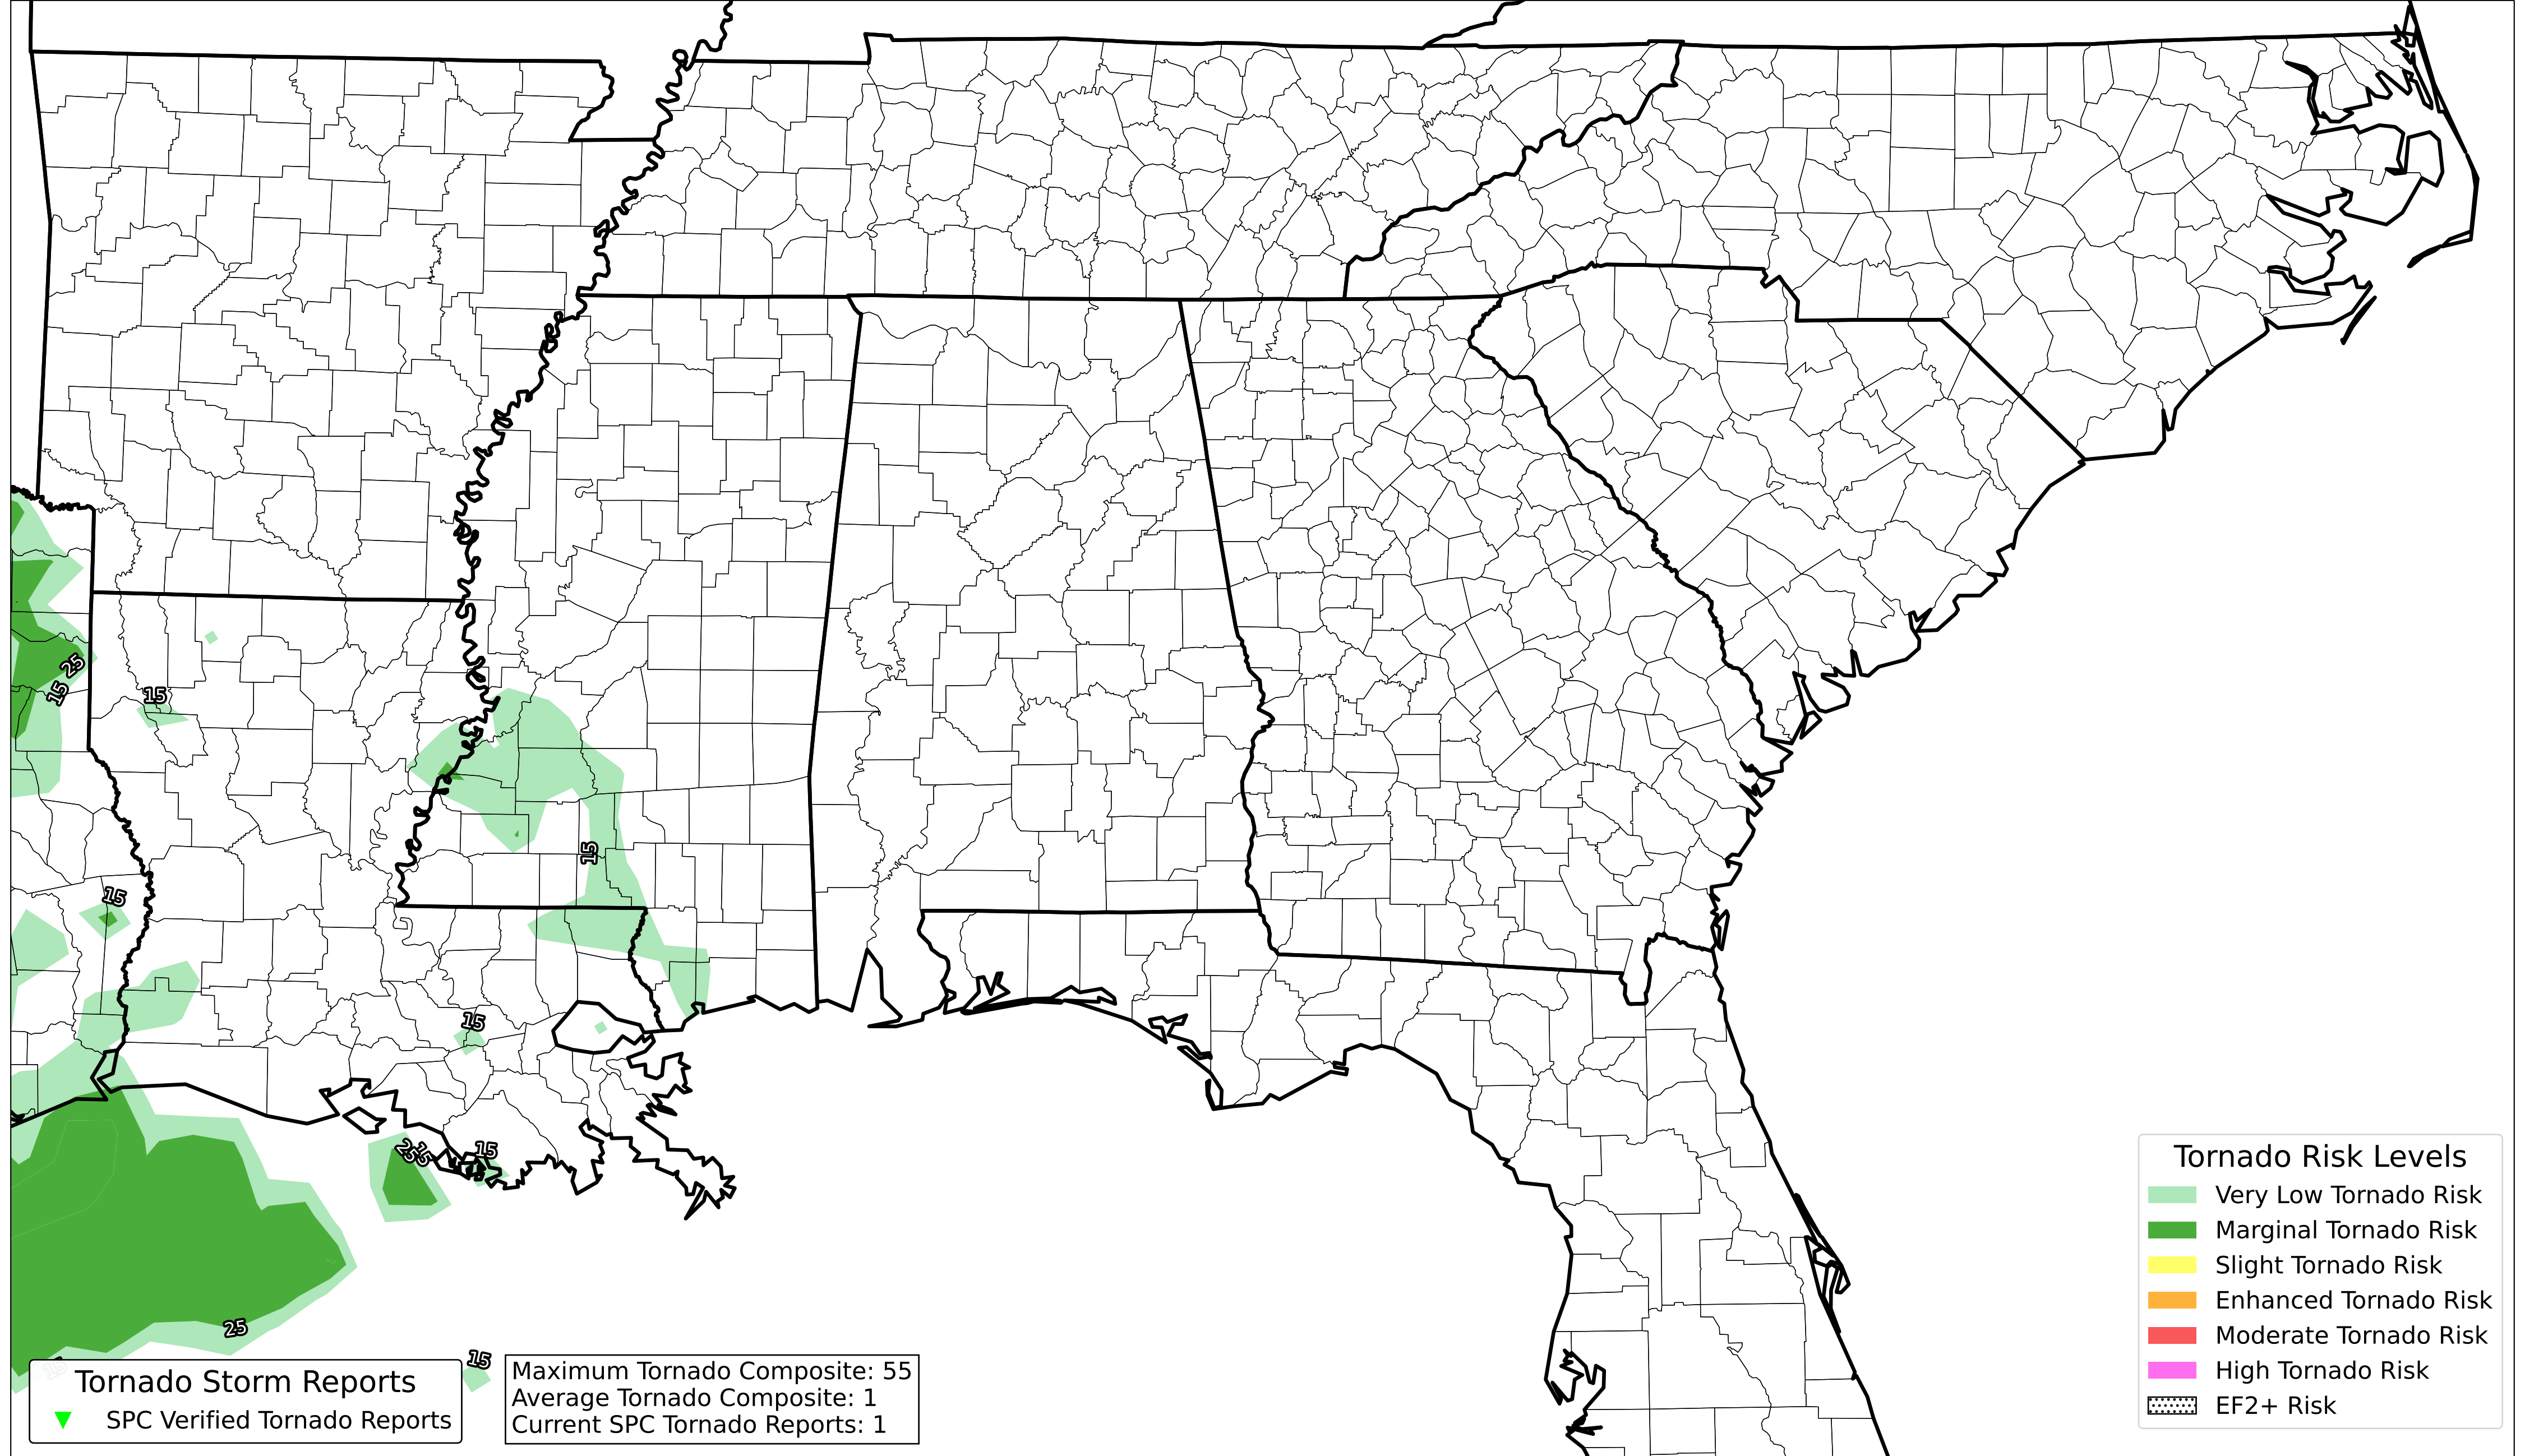 25
15
15
15
15
15
25
15
15
25
15
15
Tornado Storm Reports
SPC Verified Tornado Reports
Maximum Tornado Composite: 55
Average Tornado Composite: 1
Current SPC Tornado Reports: 1
Tornado Risk Levels
Very Low Tornado Risk
Marginal Tornado Risk
Slight Tornado Risk
Enhanced Tornado Risk
Moderate Tornado Risk
High Tornado Risk
EF2+ Risk